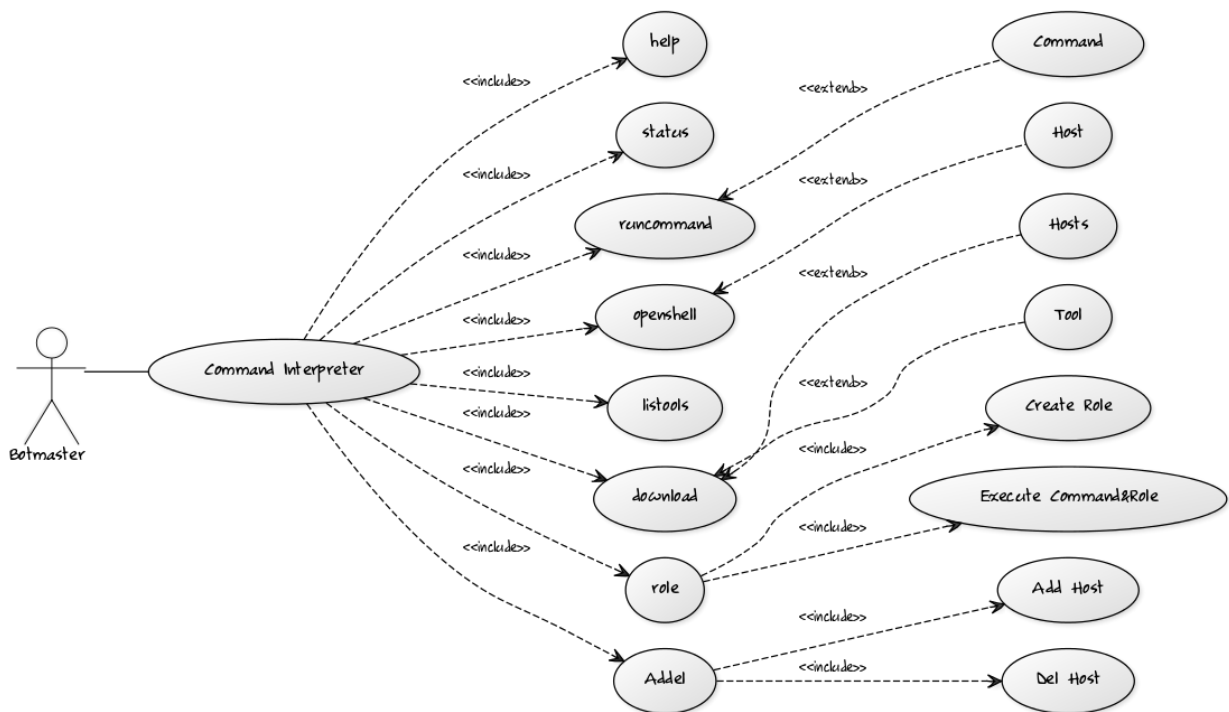 help
Command
<<include>>
<<extend>>
status
Host
<<include>>
<<extend>>
runcommand
Hosts
<<include>>
<<extend>>
openshell
Tool
<<include>>
Command Interpreter
<<include>>
<<extend>>
listools
Create Role
<<include>>
Botmaster
<<include>>
<<include>>
download
Execute Command&Role
<<include>>
<<include>>
role
Add Host
<<include>>
<<include>>
Addel
Del Host